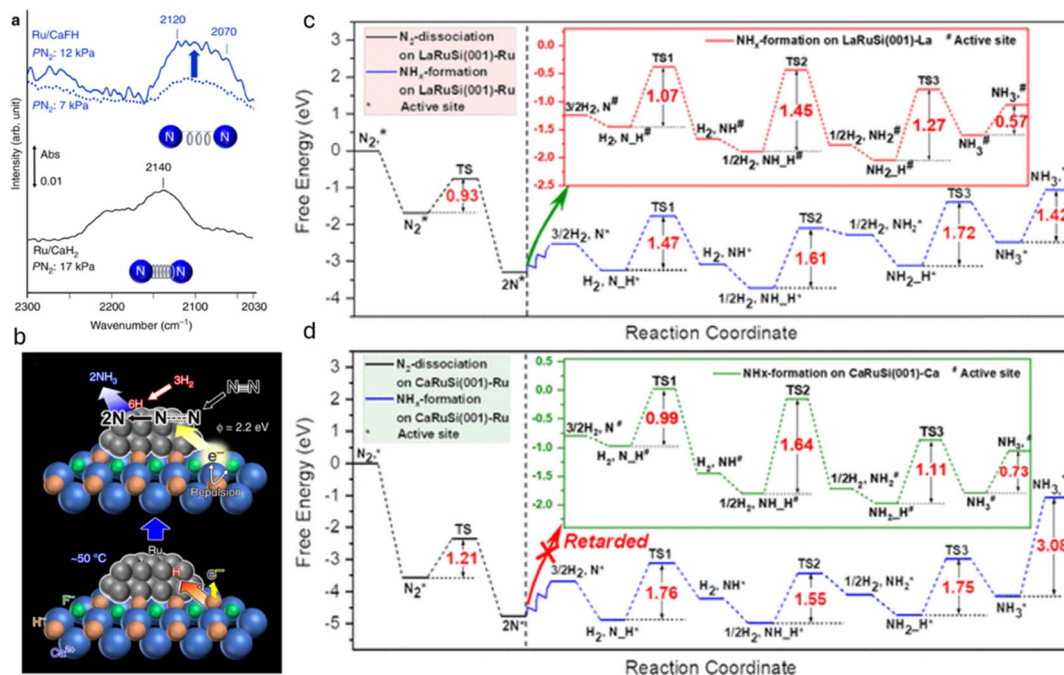 a
Ru/CaFH
PN2: 12 kPa
PN2: 7 kPa
2120
2070
N N
Abs
0.01
2140
Ru/CaH2
PN2: 17 kPa
N N
Intensity (arb. unit)
2300 2200 2100 2030
Wavenumber (cm−1)
b
2NH3
3H2
6H
N≡N
2N
N
N
ϕ = 2.2 eV
e−
Repulsion
~50 °C
Ru
H
e−
F−
H−
Ca2+
c
Free Energy (eV)
3
2
1
0
-1
-2
-3
-4
N2-dissociation
on LaRuSi(001)-Ru
NHx-formation
on LaRuSi(001)-Ru
* Active site
N2,*
N2*
TS
0.93
2N*
3/2H2, N*
H2, N_H*
TS1
1.47
H2, NH*
1/2H2, NH_H*
TS2
1.61
1/2H2, NH2*
NH2_H*
TS3
1.72
NH3*
NH3,*
1.42
NHx-formation on LaRuSi(001)-La # Active site
0.0
-0.5
-1.0
-1.5
-2.0
-2.5
3/2H2, N#
H2, N_H#
TS1
1.07
H2, NH#
1/2H2, NH_H#
TS2
1.45
1/2H2, NH2#
NH2_H#
TS3
1.27
NH3#
NH3,#
0.57
Reaction Coordinate
d
Free Energy (eV)
3
2
1
0
-1
-2
-3
-4
-5
N2-dissociation
on CaRuSi(001)-Ru
NHx-formation
on CaRuSi(001)-Ru
* Active site
N2,*
N2*
TS
1.21
2N*
Retarded
3/2H2, N*
H2, N_H*
TS1
1.76
H2, NH*
1/2H2, NH_H*
TS2
1.55
1/2H2, NH2*
NH2_H*
TS3
1.75
NH3*
NH3,*
3.08
NHx-formation on CaRuSi(001)-Ca # Active site
0.5
0.0
-0.5
-1.0
-1.5
-2.0
3/2H2, N#
H2, N_H#
TS1
0.99
H2, NH#
1/2H2, NH_H#
TS2
1.64
1/2H2, NH2#
NH2_H#
TS3
1.11
NH3#
NH3,#
0.73
Reaction Coordinate